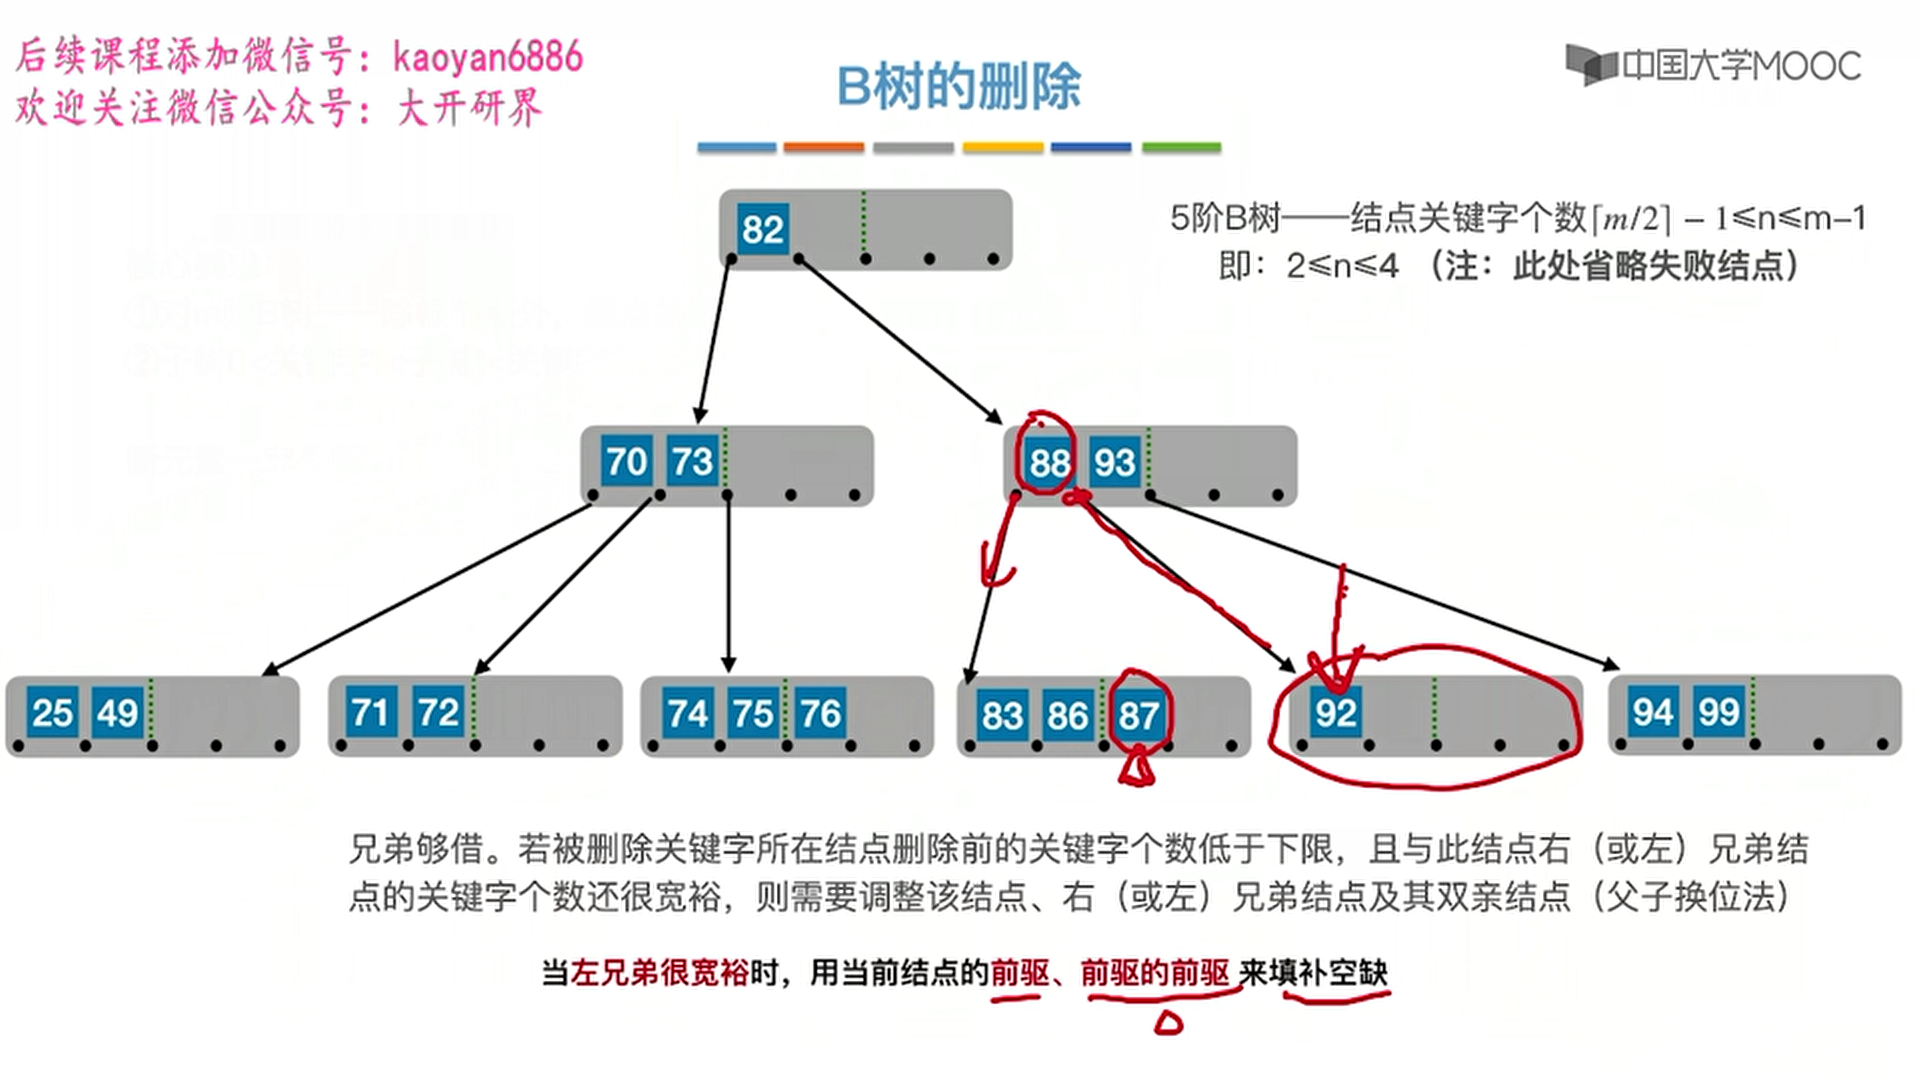 后续课程添加微信号：kaoyan6886
欢迎关注微信公众号：大开研界
中国大学MOOC
B树的删除
5阶B树——结点关键字个数⌈m/2⌉ − 1≤n≤m−1
即：2≤n≤4 （注：此处省略失败结点）
82
70 73
88 93
25 49
71 72
74 75 76
83 86 87
92
94 99
兄弟够借。若被删除关键字所在结点删除前的关键字个数低于下限，且与此结点右（或左）兄弟结
点的关键字个数还很宽裕，则需要调整该结点、右（或左）兄弟结点及其双亲结点（父子换位法）
当左兄弟很宽裕时，用当前结点的前驱、前驱的前驱 来填补空缺